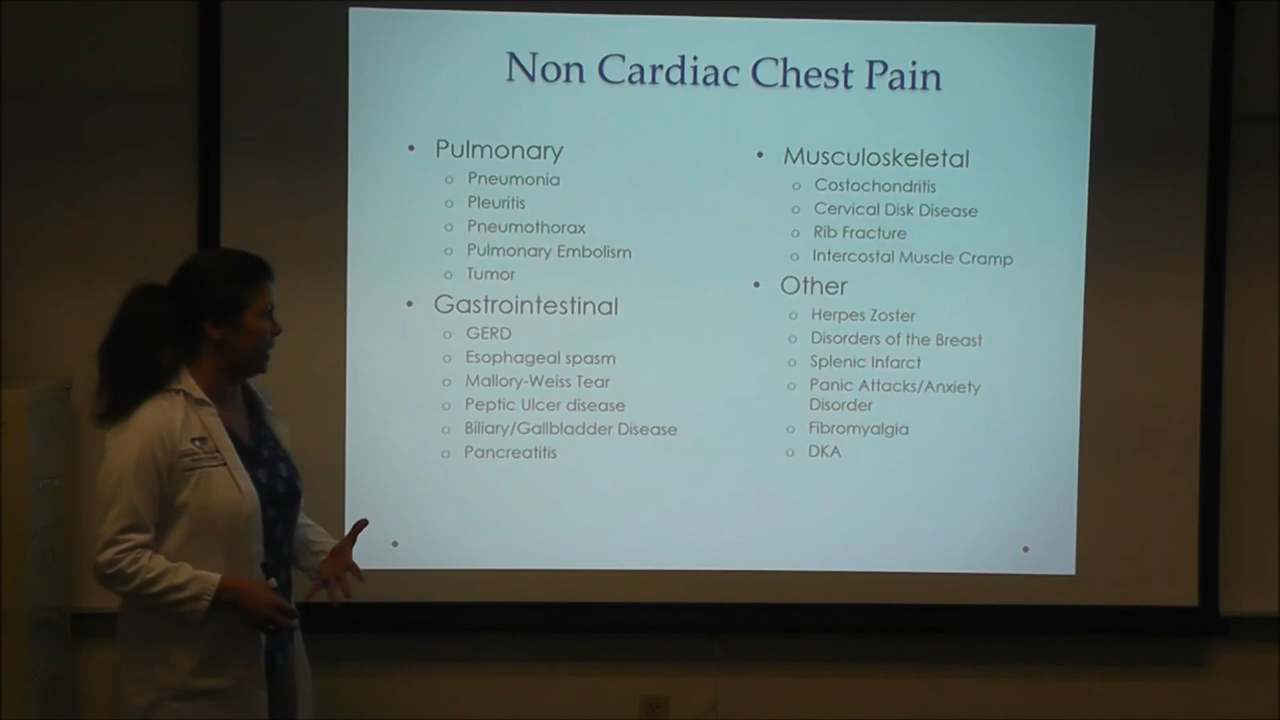 Non Cardiac Chest Pain
• Pulmonary
o Pneumonia
o Pleuritis
o Pneumothorax
o Pulmonary Embolism
o Tumor
• Gastrointestinal
o GERD
o Esophageal spasm
o Mallory-Weiss Tear
o Peptic Ulcer disease
o Biliary/Gallbladder Disease
o Pancreatitis
• Musculoskeletal
o Costochondritis
o Cervical Disk Disease
o Rib Fracture
o Intercostal Muscle Cramp
• Other
o Herpes Zoster
o Disorders of the Breast
o Splenic Infarct
o Panic Attacks/Anxiety
Disorder
o Fibromyalgia
o DKA